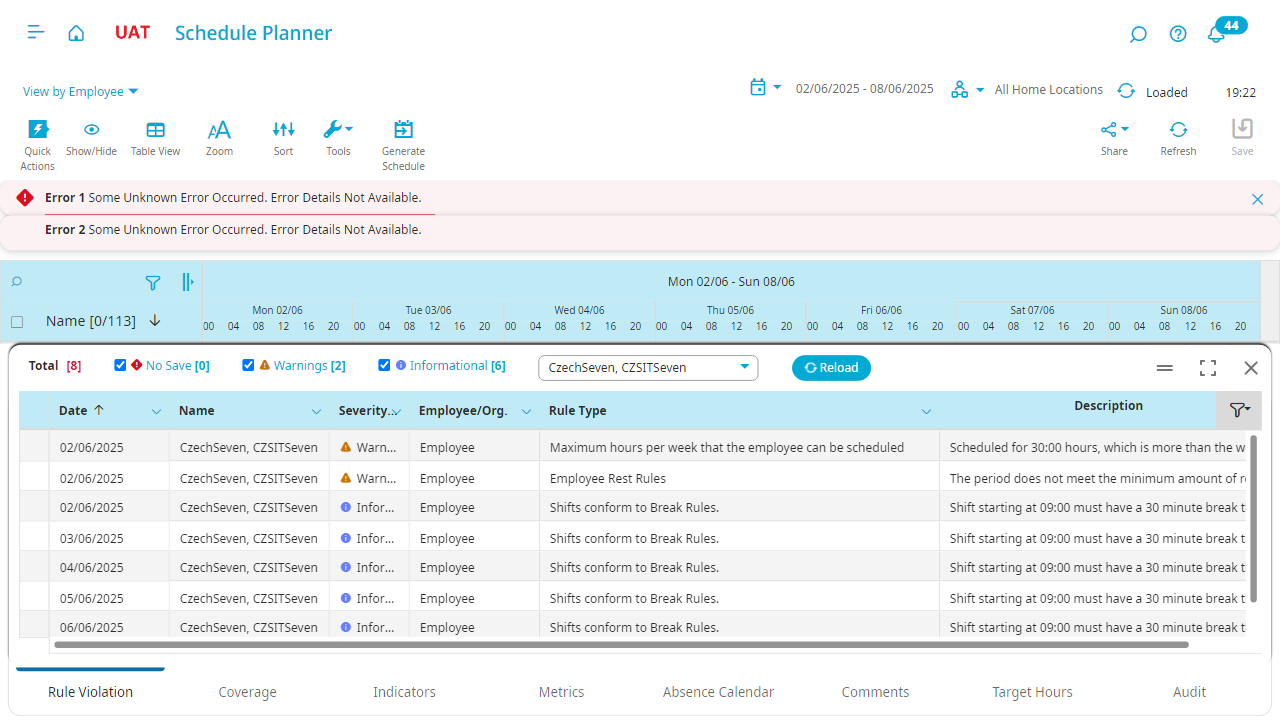 UAT Schedule Planner 44
View by Employee 02/06/2025 - 08/06/2025 All Home Locations Loaded 19:22
Quick Actions Show/Hide Table View Zoom Sort Tools Generate Schedule Share Refresh Save
Error 1 Some Unknown Error Occurred. Error Details Not Available.
Error 2 Some Unknown Error Occurred. Error Details Not Available.
Mon 02/06 - Sun 08/06
Mon 02/06 Tue 03/06 Wed 04/06 Thu 05/06 Fri 06/06 Sat 07/06 Sun 08/06
Name [0/113] 00 04 08 12 16 20 00 04 08 12 16 20 00 04 08 12 16 20 00 04 08 12 16 20 00 04 08 12 16 20 00 04 08 12 16 20 00 04 08 12 16 20
Total [8] No Save [0] Warnings [2] Informational [6] CzechSeven, CZSITSeven Reload
Date Name Severity... Employee/Org. Rule Type Description
02/06/2025 CzechSeven, CZSITSeven Warn... Employee Maximum hours per week that the employee can be scheduled Scheduled for 30:00 hours, which is more than the w
02/06/2025 CzechSeven, CZSITSeven Warn... Employee Employee Rest Rules The period does not meet the minimum amount of r
02/06/2025 CzechSeven, CZSITSeven Infor... Employee Shifts conform to Break Rules. Shift starting at 09:00 must have a 30 minute break t
03/06/2025 CzechSeven, CZSITSeven Infor... Employee Shifts conform to Break Rules. Shift starting at 09:00 must have a 30 minute break t
04/06/2025 CzechSeven, CZSITSeven Infor... Employee Shifts conform to Break Rules. Shift starting at 09:00 must have a 30 minute break t
05/06/2025 CzechSeven, CZSITSeven Infor... Employee Shifts conform to Break Rules. Shift starting at 09:00 must have a 30 minute break t
06/06/2025 CzechSeven, CZSITSeven Infor... Employee Shifts conform to Break Rules. Shift starting at 09:00 must have a 30 minute break t
Rule Violation Coverage Indicators Metrics Absence Calendar Comments Target Hours Audit